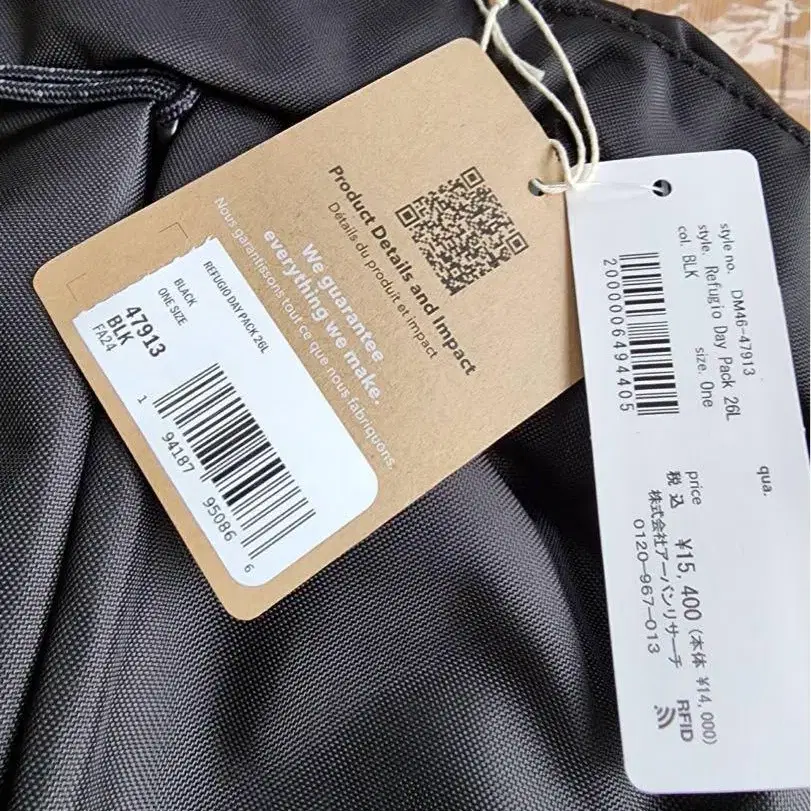 Product Details and Impact
Détails du produit et impact
We guarantee
everything we make.
Nous garantissons tout ce que nous fabriquons.
REFUGIO DAY PACK 26L
BLACK
ONE SIZE
47913
BLK
FA24
1 94187 95086 6
style no. DM46-47913
style. Refugio Day Pack 26L
col. BLK size. One
2000006494405
qua.
price
税込 ¥15,400 (本体 ¥14,000)
株式会社アーバンリサーチ
0120-967-013
RFID